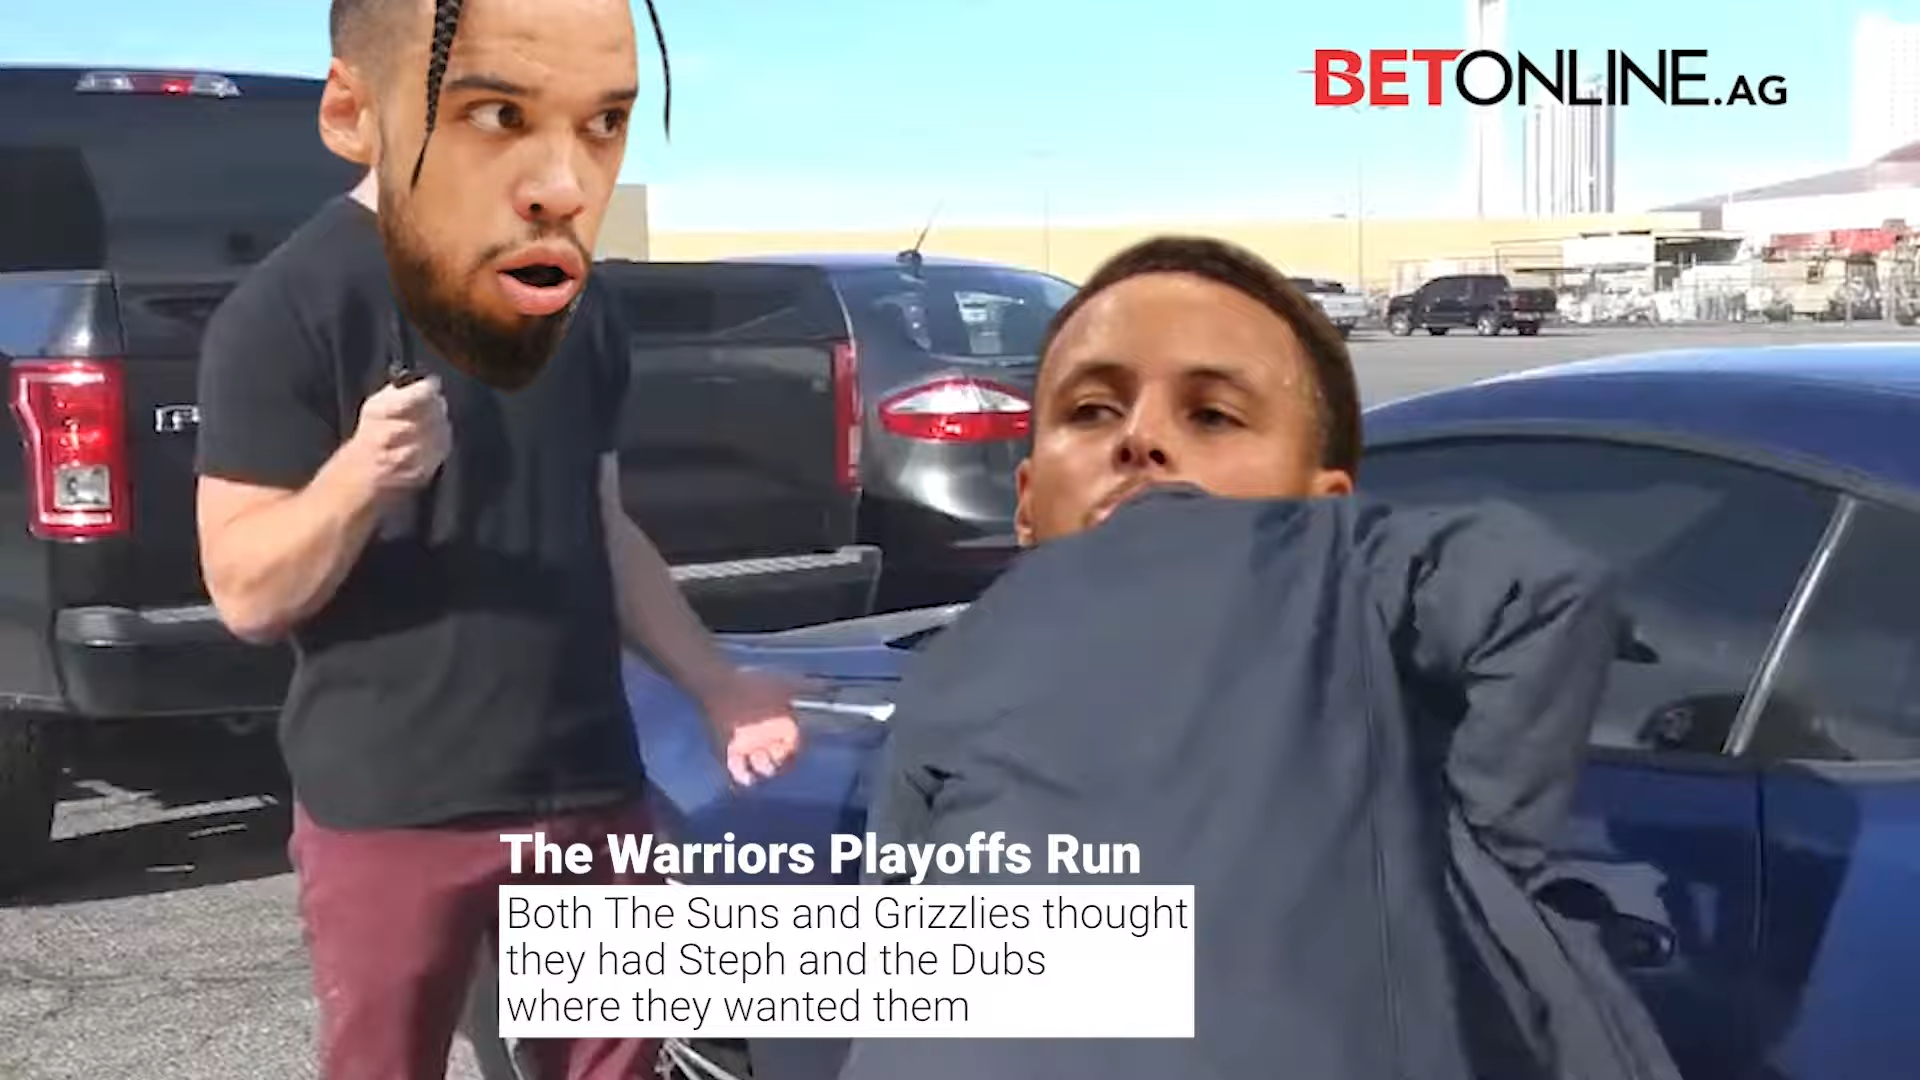 BETONLINE.AG
The Warriors Playoffs Run
Both The Suns and Grizzlies thought
they had Steph and the Dubs
where they wanted them